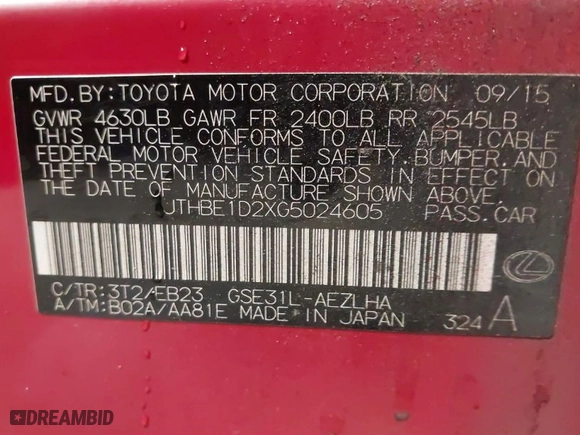 MFD.BY:TOYOTA MOTOR CORPORATION 09/15
GVWR 4630LB GAWR FR 2400LB RR 2545LB
THIS VEHICLE CONFORMS TO ALL APPLICABLE
FEDERAL MOTOR VEHICLE SAFETY, BUMPER, AND
THEFT PREVENTION STANDARDS IN EFFECT ON
THE DATE OF MANUFACTURE SHOWN ABOVE.
JTHBE1D2XG5024605 PASS.CAR
C/TR:3T2/EB23 GSE31L-AEZLHA
A/TM:B02A/AA81E MADE IN JAPAN 324 A
DREAMBID